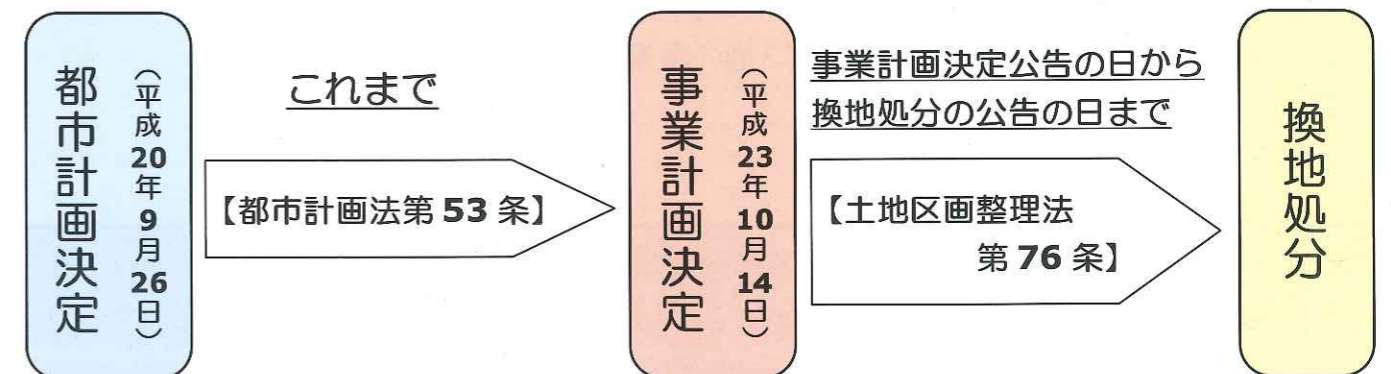 都市計画決定
（平成20年9月26日）
これまで
【都市計画法第53条】
事業計画決定
（平成23年10月14日）
事業計画決定公告の日から
換地処分の公告の日まで
【土地区画整理法
第76条】
換地処分